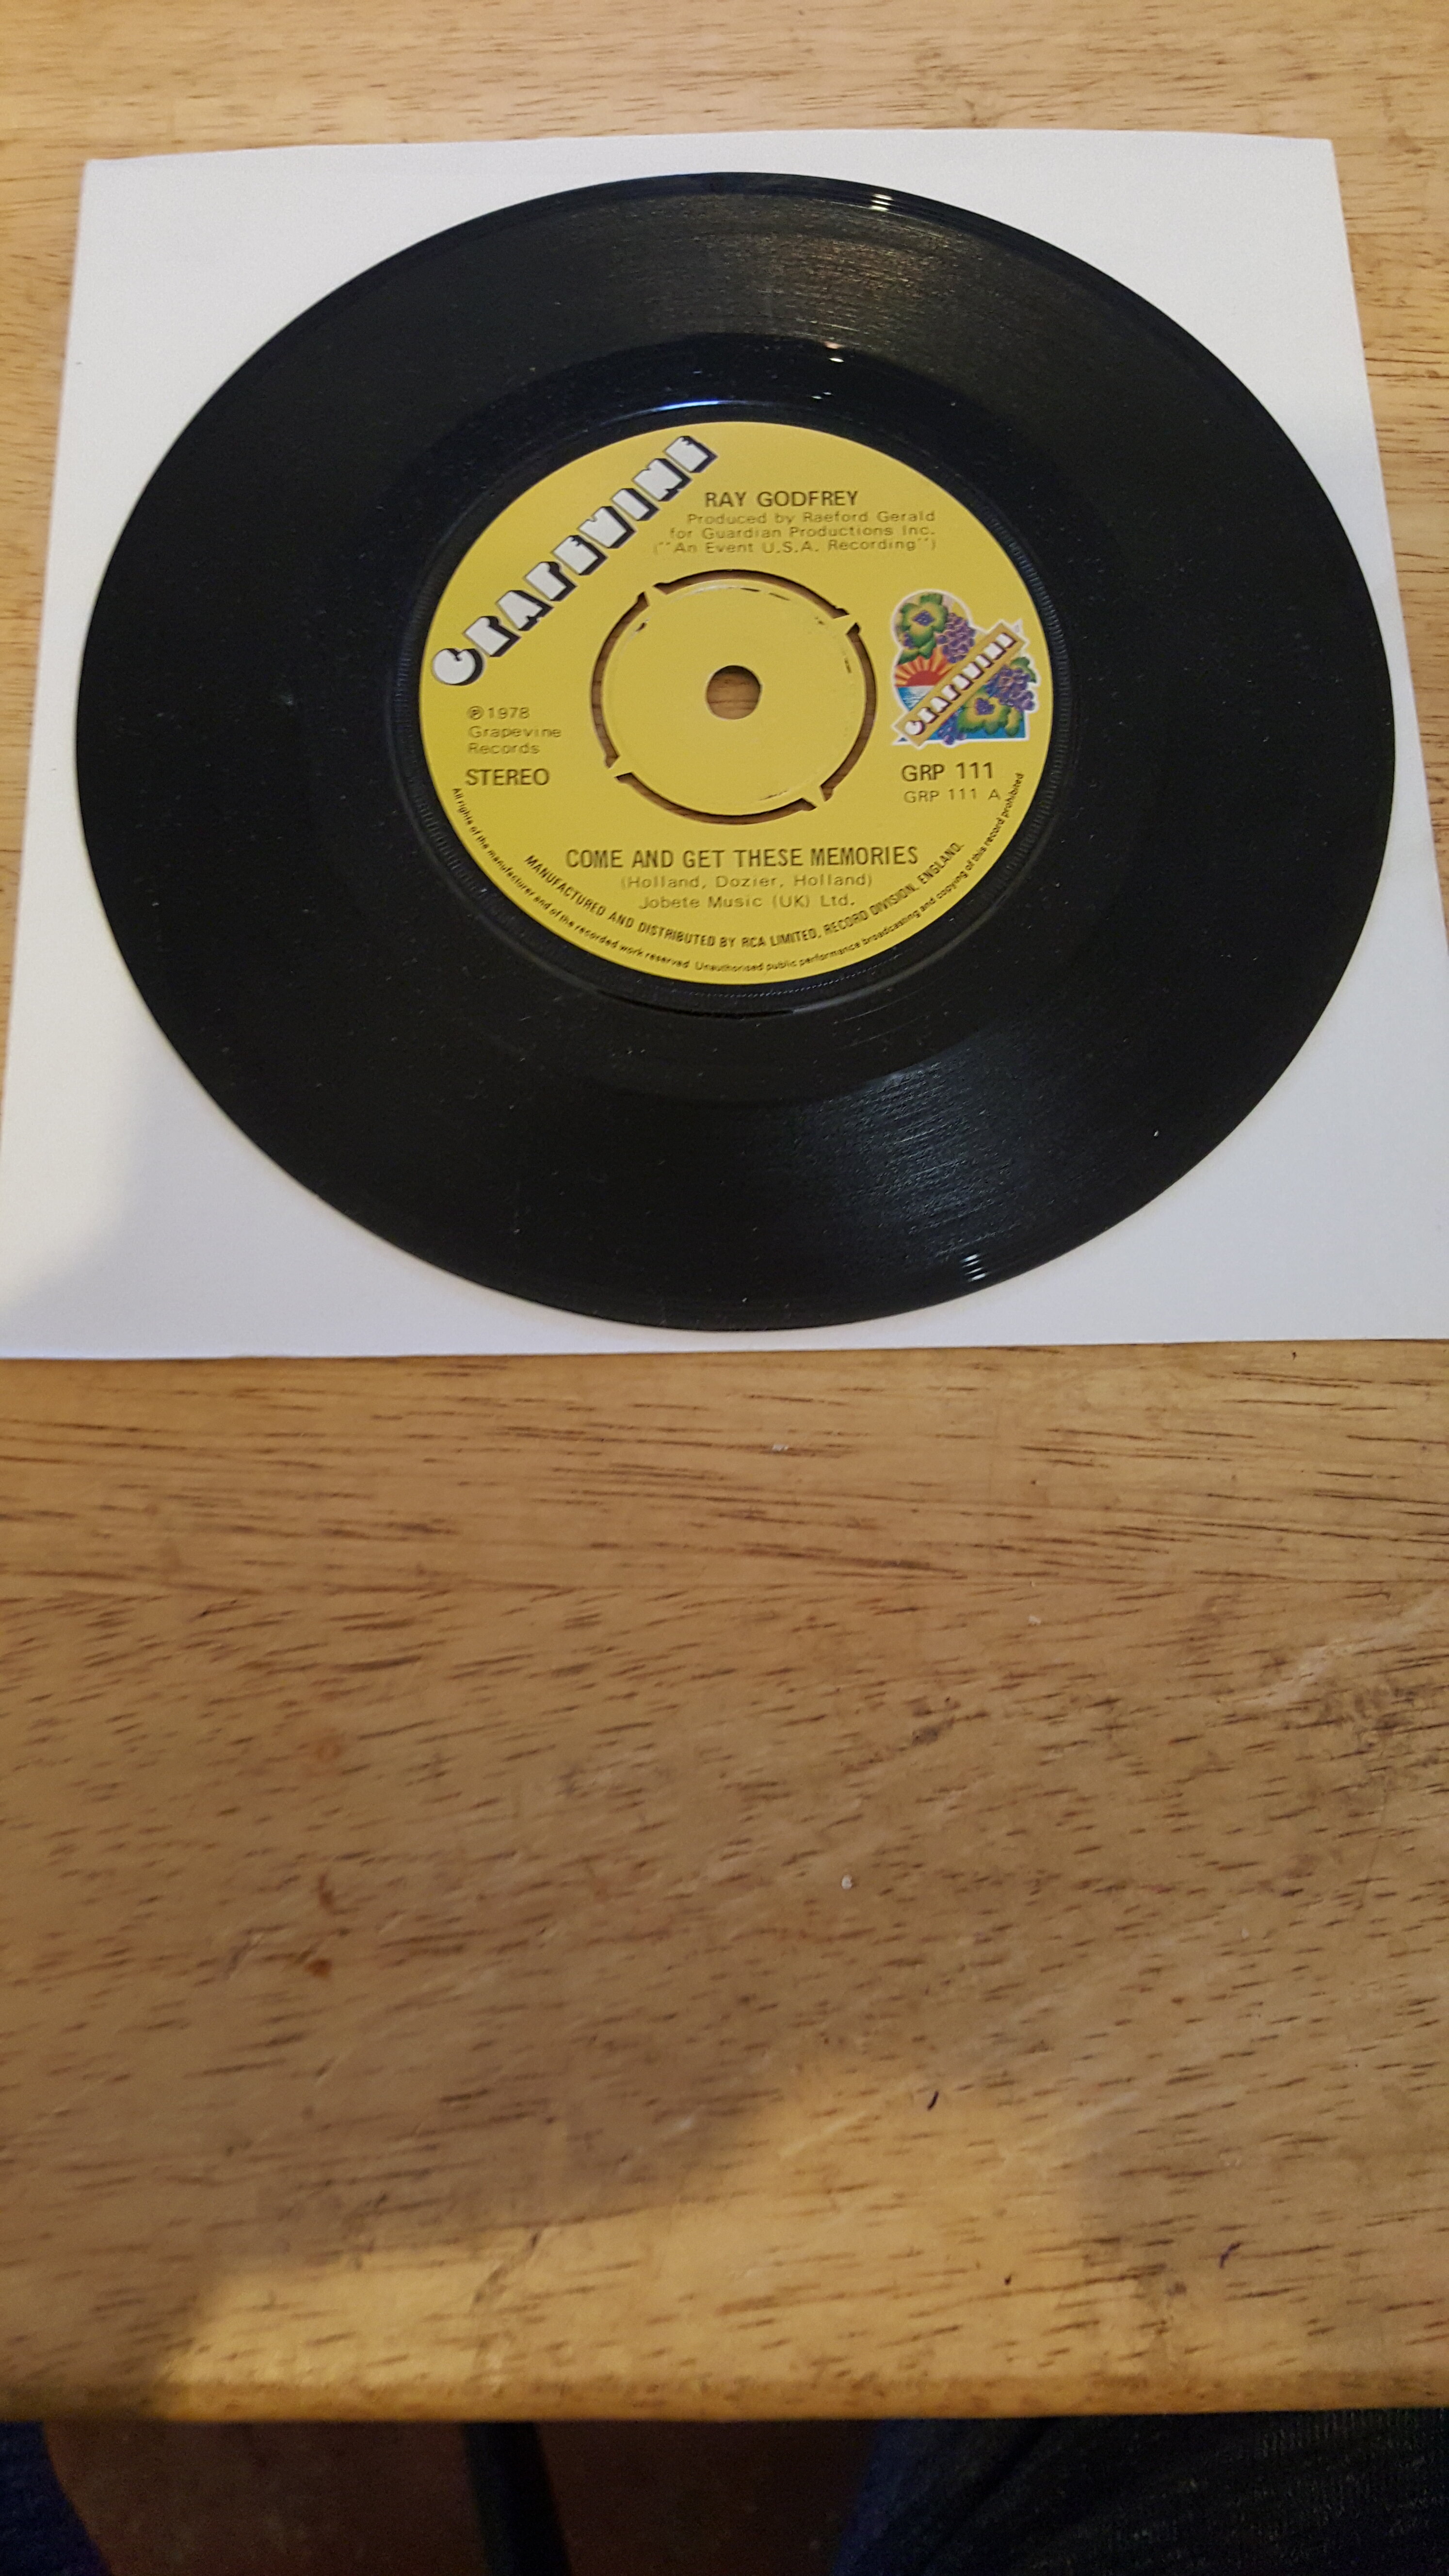 GRAPEVINE
RAY GODFREY
Produced by Raeford Gerald
for Guardian Productions Inc.
(""An Event U.S.A. Recording"")
GRAPEVINE
℗ 1978
Grapevine
Records
STEREO
GRP 111
GRP 111 A
COME AND GET THESE MEMORIES
(Holland, Dozier, Holland)
Jobete Music (UK) Ltd.
MANUFACTURED AND DISTRIBUTED BY RCA LIMITED, RECORD DIVISION, ENGLAND.
All rights of the manufacturer and of the recorded work reserved. Unauthorised public performance broadcasting and copying of this record prohibited